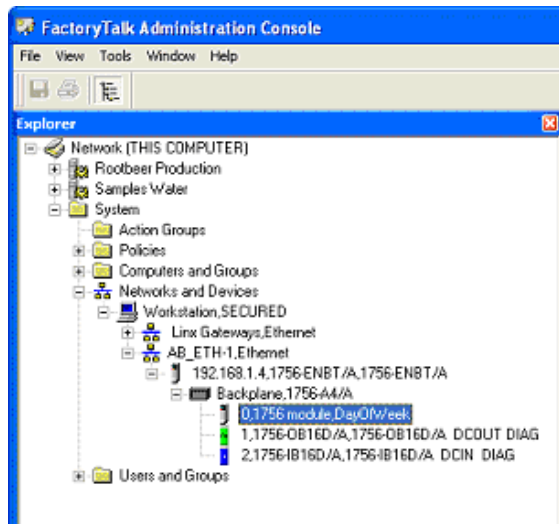 FactoryTalk Administration Console
File View Tools Window Help
Explorer
Network (THIS COMPUTER)
Rootbeer Production
Samples Water
System
Action Groups
Policies
Computers and Groups
Networks and Devices
Workstation,SECURED
Linx Gateways,Ethernet
AB_ETH-1,Ethernet
192.168.1.4,1756-ENBT/A,1756-ENBT/A
Backplane,1756-A4/A
0,1756 module,DayOfWeek
1,1756-OB16D/A,1756-OB16D/A DCOUT DIAG
2,1756-IB16D/A,1756-IB16D/A DCIN DIAG
Users and Groups